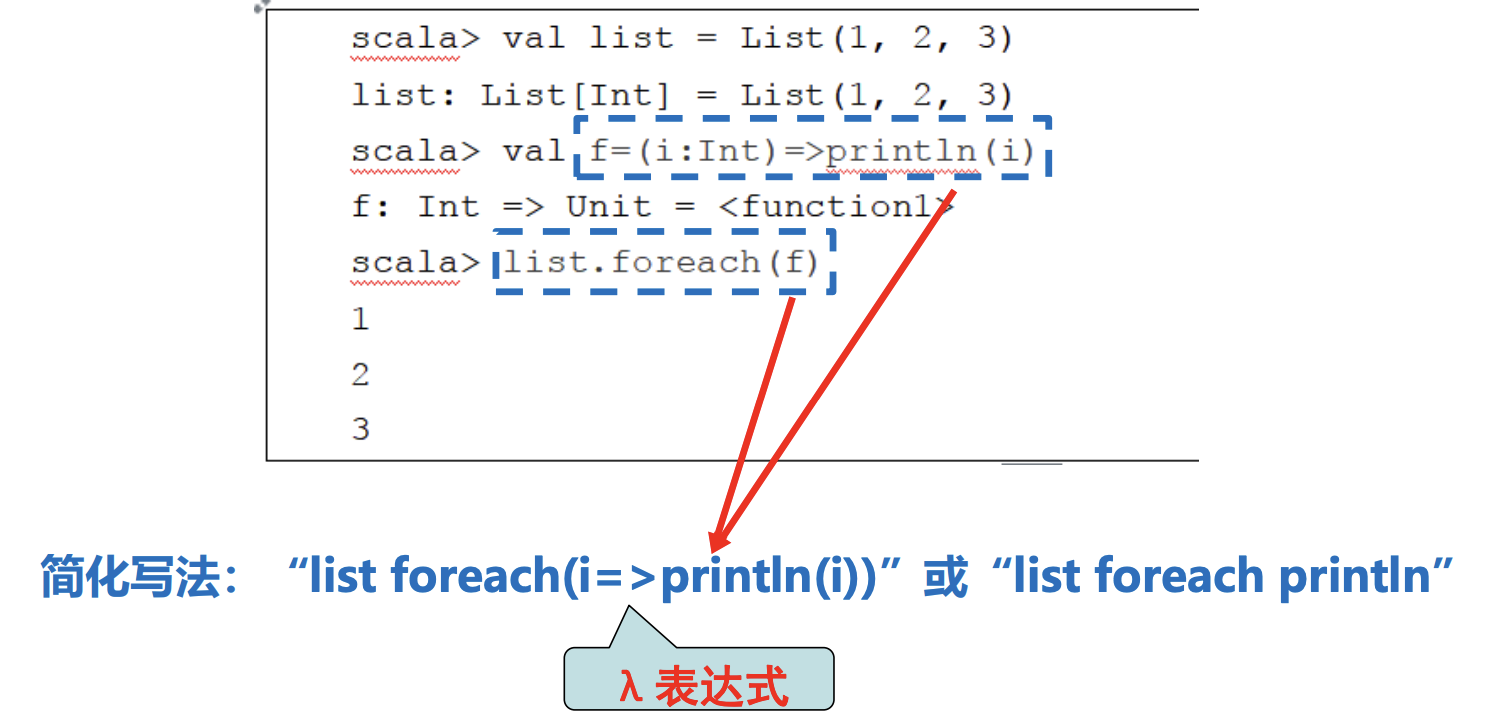 scala> val list = List(1, 2, 3)
list: List[Int] = List(1, 2, 3)
scala> val f=(i:Int)=>println(i)
f: Int => Unit = <function1>
scala> list.foreach(f)
1
2
3
简化写法： “list foreach(i=>println(i))”或“list foreach println”
λ 表达式